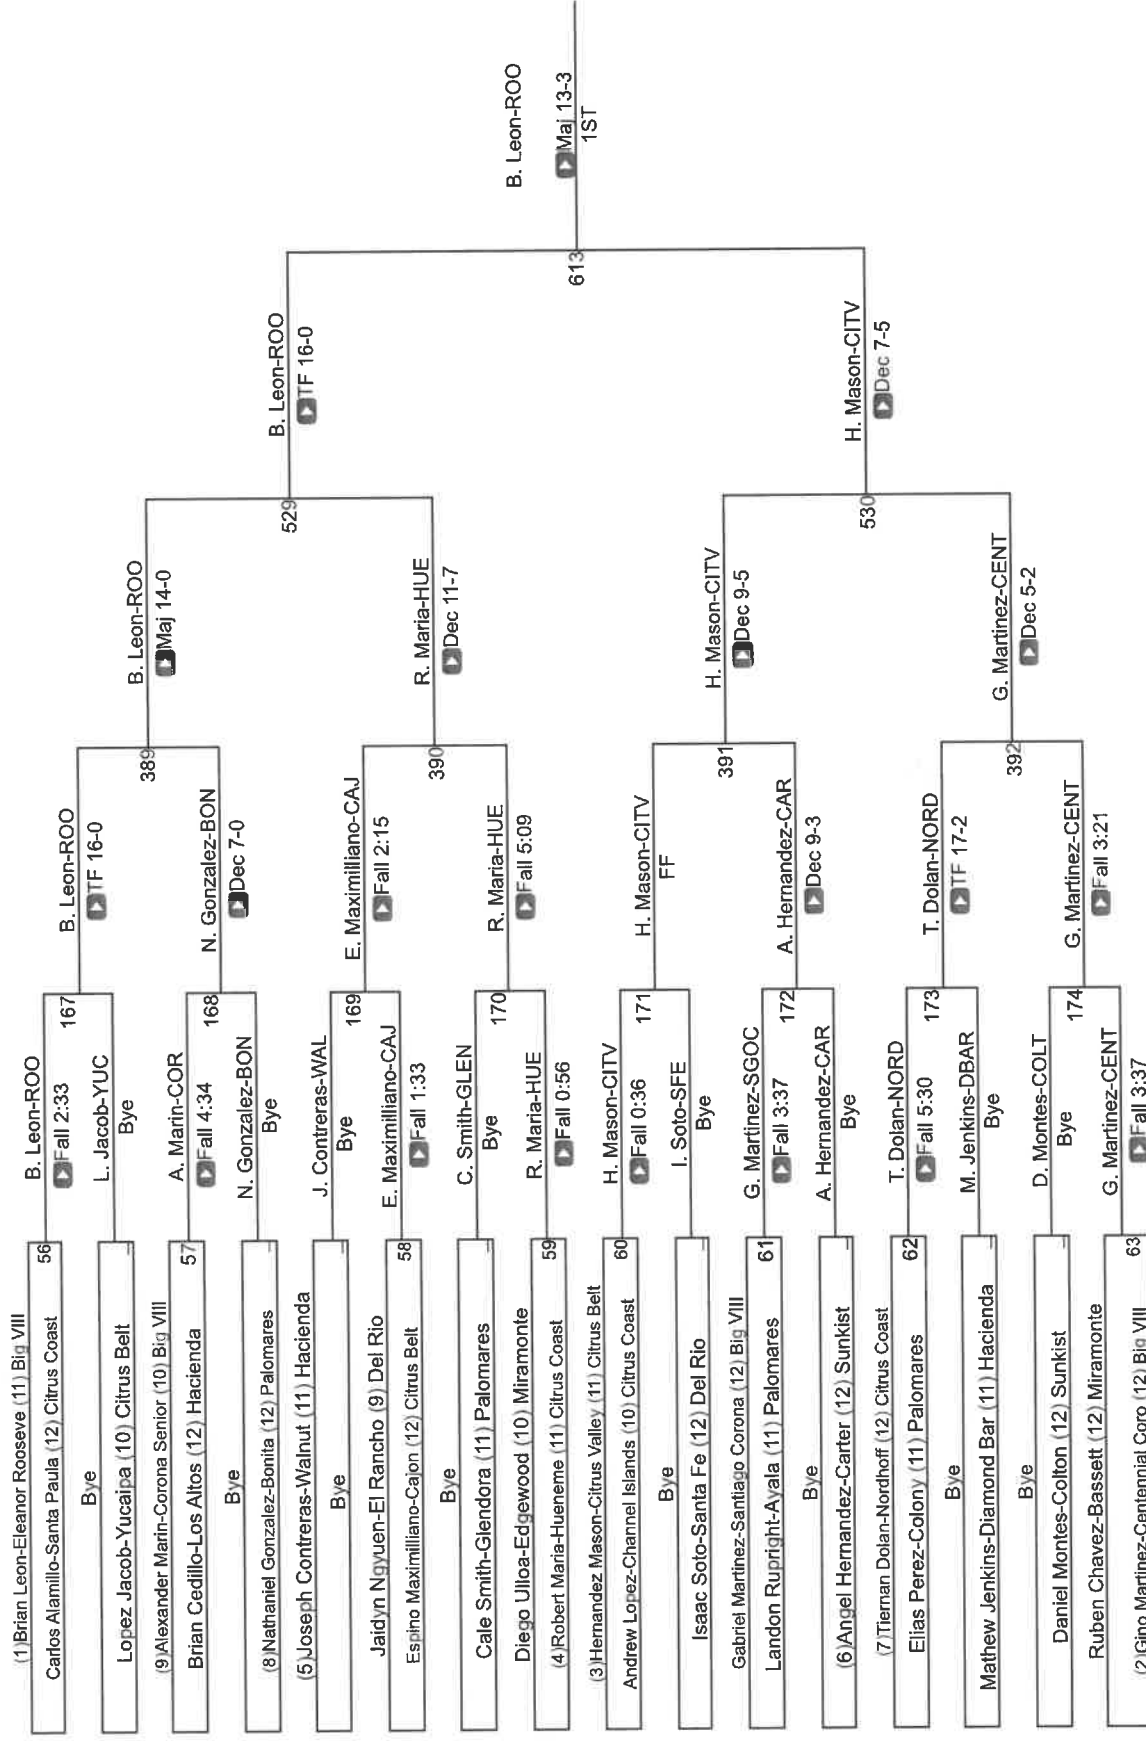 (1)Brian Leon-Eleanor Rooseve (11) Big VIII
Carlos Alamillo-Santa Paula (12) Citrus Coast
56
Bye
Lopez Jacob-Yucaipa (10) Citrus Belt
(9)Alexander Marin-Corona Senior (10) Big VIII
Brian Cedillo-Los Altos (12) Hacienda
57
Bye
(8)Nathaniel Gonzalez-Bonita (12) Palomares
(5)Joseph Contreras-Walnut (11) Hacienda
Bye
Jaidyn Ngyuen-El Rancho (9) Del Rio
Espino Maximilliano-Cajon (12) Citrus Belt
58
Bye
Cale Smith-Glendora (11) Palomares
Diego Ulloa-Edgewood (10) Miramonte
(4)Robert Maria-Hueneme (11) Citrus Coast
59
(3)Hernandez Mason-Citrus Valley (11) Citrus Belt
Andrew Lopez-Channel Islands (10) Citrus Coast
60
Bye
Isaac Soto-Santa Fe (12) Del Rio
Gabriel Martinez-Santiago Corona (12) Big VIII
Landon Rupright-Ayala (11) Palomares
61
Bye
(6)Angel Hernandez-Carter (12) Sunkist
(7)Tiernan Dolan-Nordhoff (12) Citrus Coast
Elias Perez-Colony (11) Palomares
62
Bye
Mathew Jenkins-Diamond Bar (11) Hacienda
Bye
Daniel Montes-Colton (12) Sunkist
Ruben Chavez-Bassett (12) Miramonte
(2)Gino Martinez-Centennial Coro (12) Big VIII
63
B. Leon-ROO
Fall 2:33
167
L. Jacob-YUC
Bye
A. Marin-COR
Fall 4:34
168
N. Gonzalez-BON
Bye
J. Contreras-WAL
Bye
169
E. Maximilliano-CAJ
Fall 1:33
C. Smith-GLEN
Bye
170
R. Maria-HUE
Fall 0:56
H. Mason-CITV
Fall 0:36
171
I. Soto-SFE
Bye
G. Martinez-SGOC
Fall 3:37
172
A. Hernandez-CAR
Bye
T. Dolan-NORD
Fall 5:30
173
M. Jenkins-DBAR
Bye
D. Montes-COLT
Bye
174
G. Martinez-CENT
Fall 3:37
B. Leon-ROO
TF 16-0
389
N. Gonzalez-BON
Dec 7-0
E. Maximilliano-CAJ
Fall 2:15
390
R. Maria-HUE
Fall 5:09
H. Mason-CITV
FF
391
A. Hernandez-CAR
Dec 9-3
T. Dolan-NORD
TF 17-2
392
G. Martinez-CENT
Fall 3:21
B. Leon-ROO
Maj 14-0
529
R. Maria-HUE
Dec 11-7
H. Mason-CITV
Dec 9-5
530
G. Martinez-CENT
Dec 5-2
B. Leon-ROO
TF 16-0
613
H. Mason-CITV
Dec 7-5
B. Leon-ROO
Maj 13-3
1ST